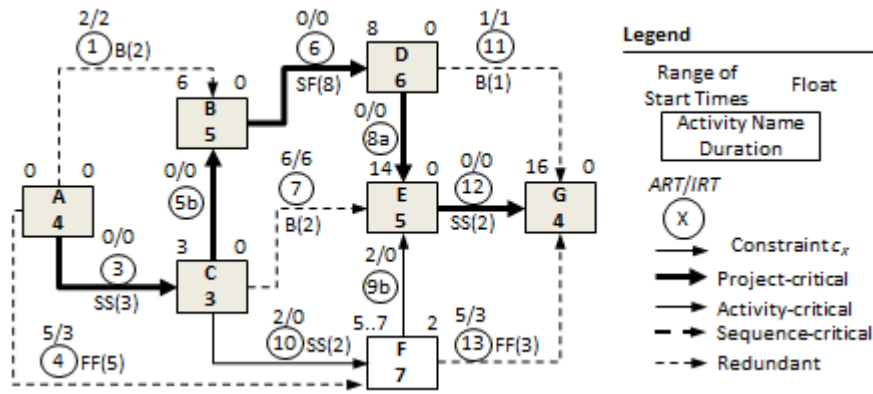 2/2
1 B(2)
0/0
6
SF(8)
8 0
D
6
1/1
11
B(1)
6 0
B
5
0/0
8a
0/0
5b
6/6
7
B(2)
14 0
E
5
0/0
12
SS(2)
16 0
G
4
0 0
A
4
0/0
3
SS(3)
3 0
C
3
2/0
9b
5/3
4 FF(5)
2/0
10 SS(2)
5..7 2
F
7
5/3
13 FF(3)
Legend
Range of
Start Times
Float
Activity Name
Duration
ART/IRT
X
Constraint cx
Project-critical
Activity-critical
Sequence-critical
Redundant